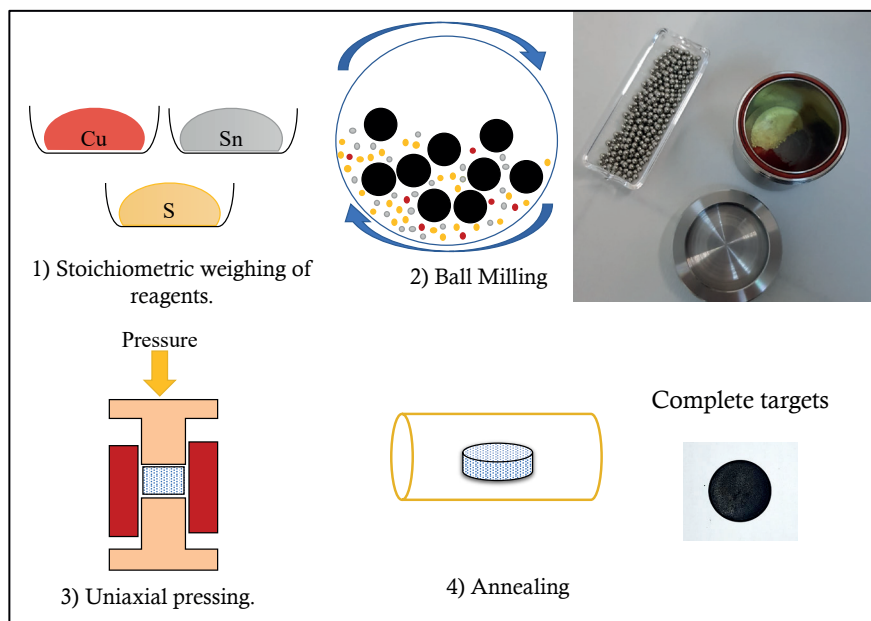 Cu
Sn
S
1) Stoichiometric weighing of
reagents.
2) Ball Milling
Pressure
3) Uniaxial pressing.
4) Annealing
Complete targets